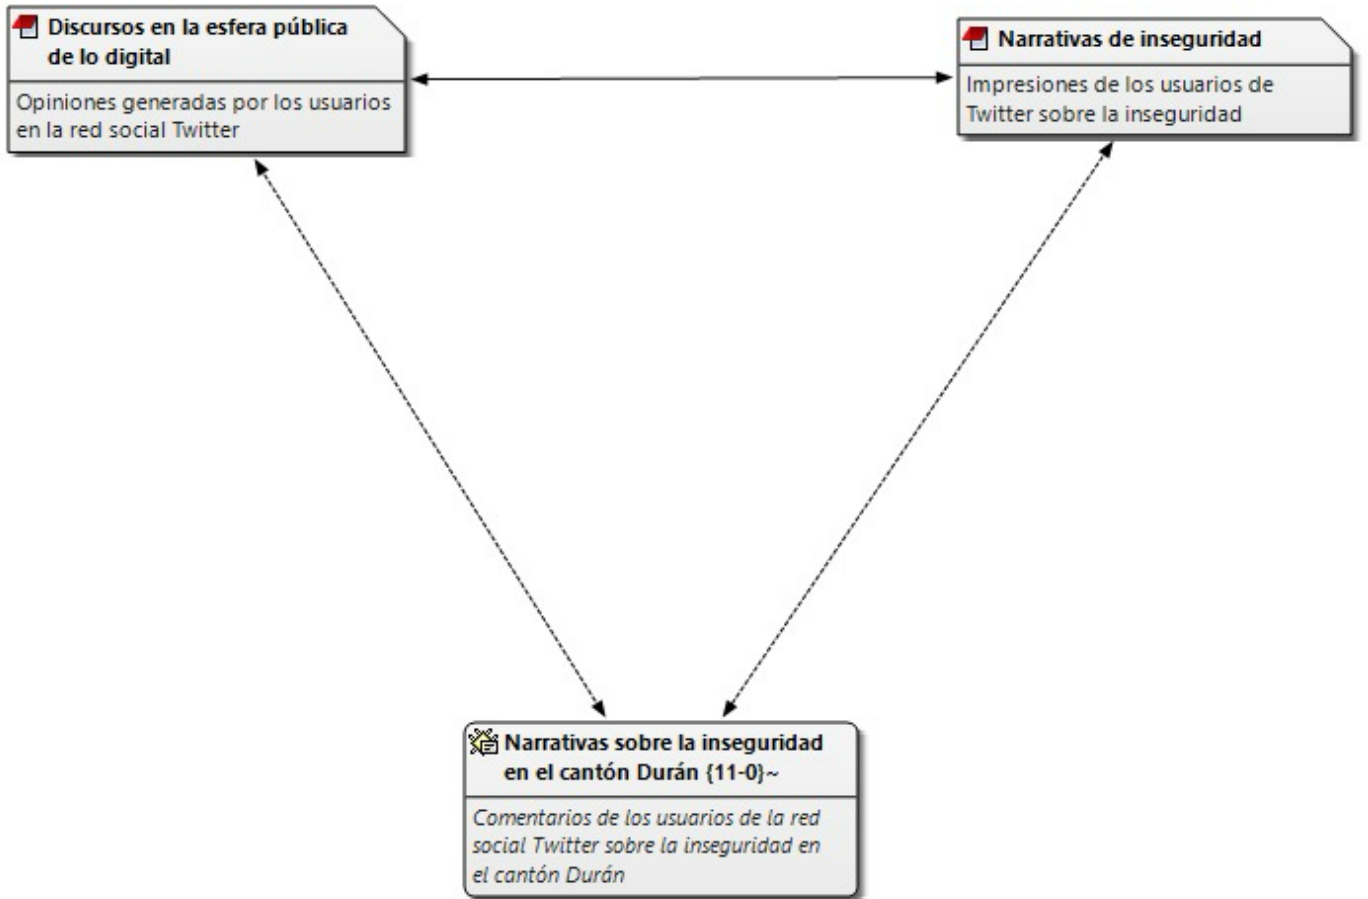 Discursos en la esfera pública
de lo digital
Opiniones generadas por los usuarios
en la red social Twitter
Narrativas de inseguridad
Impresiones de los usuarios de
Twitter sobre la inseguridad
Narrativas sobre la inseguridad
en el cantón Durán {11-0}~
Comentarios de los usuarios de la red
social Twitter sobre la inseguridad en
el cantón Durán